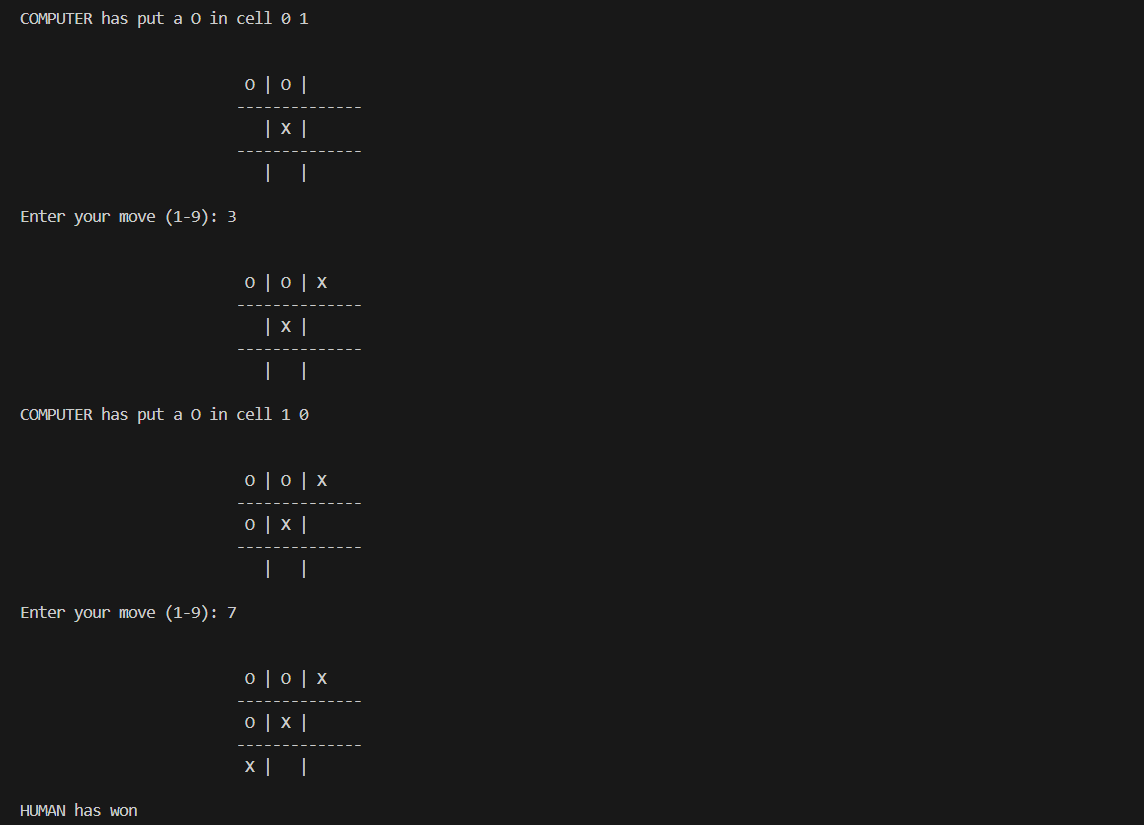 COMPUTER has put a O in cell 0 1
O | O |
--------------
| X |
--------------
| |
Enter your move (1-9): 3
O | O | X
--------------
| X |
--------------
| |
COMPUTER has put a O in cell 1 0
O | O | X
--------------
O | X |
--------------
| |
Enter your move (1-9): 7
O | O | X
--------------
O | X |
--------------
X | |
HUMAN has won